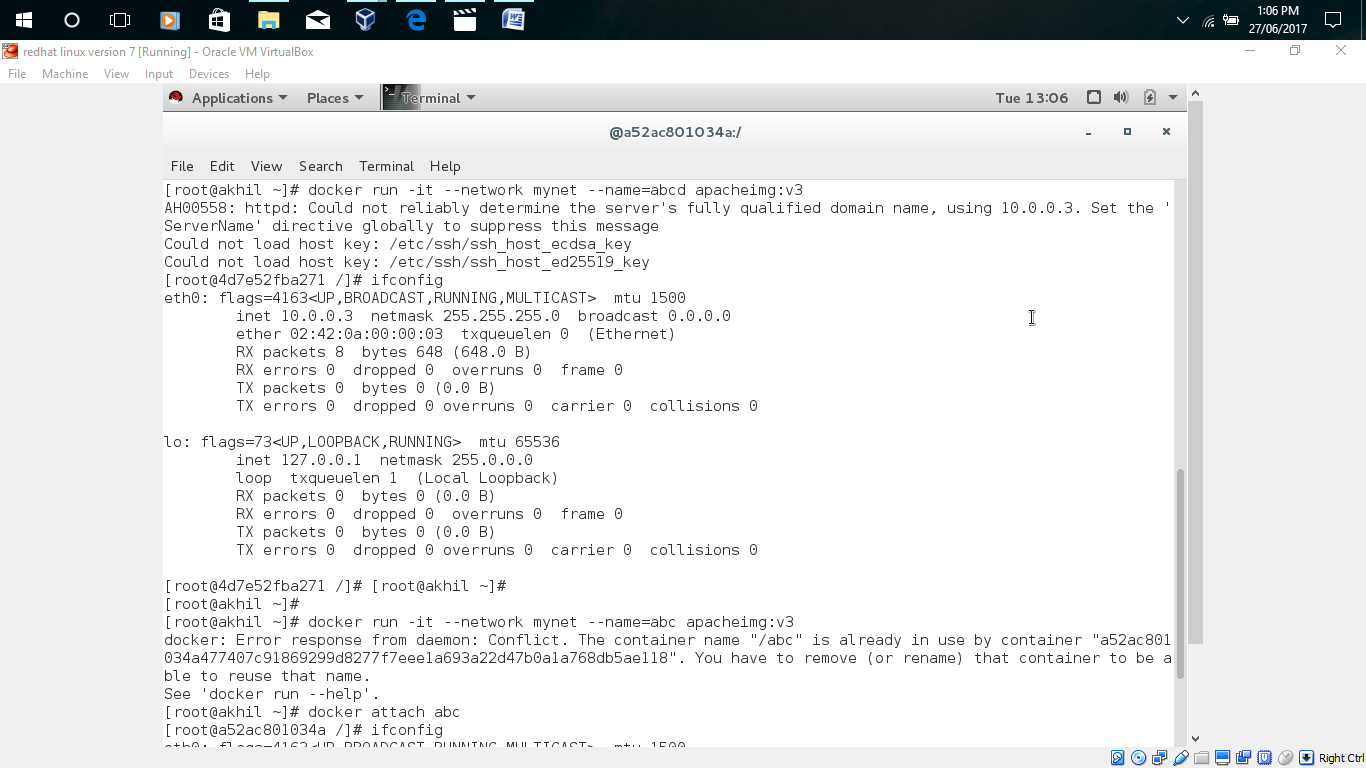 1:06 PM
27/06/2017
redhat linux version 7 [Running] - Oracle VM VirtualBox
File Machine View Input Devices Help
Applications Places Terminal Tue 13:06
@a52ac801034a:/
File Edit View Search Terminal Help
[root@akhil ~]# docker run -it --network mynet --name=abcd apacheimg:v3
AH00558: httpd: Could not reliably determine the server's fully qualified domain name, using 10.0.0.3. Set the '
ServerName' directive globally to suppress this message
Could not load host key: /etc/ssh/ssh_host_ecdsa_key
Could not load host key: /etc/ssh/ssh_host_ed25519_key
[root@4d7e52fba271 /]# ifconfig
eth0: flags=4163<UP,BROADCAST,RUNNING,MULTICAST>  mtu 1500
        inet 10.0.0.3  netmask 255.255.255.0  broadcast 0.0.0.0
        ether 02:42:0a:00:00:03  txqueuelen 0  (Ethernet)
        RX packets 8  bytes 648 (648.0 B)
        RX errors 0  dropped 0  overruns 0  frame 0
        TX packets 0  bytes 0 (0.0 B)
        TX errors 0  dropped 0 overruns 0  carrier 0  collisions 0
lo: flags=73<UP,LOOPBACK,RUNNING>  mtu 65536
        inet 127.0.0.1  netmask 255.0.0.0
        loop  txqueuelen 1  (Local Loopback)
        RX packets 0  bytes 0 (0.0 B)
        RX errors 0  dropped 0  overruns 0  frame 0
        TX packets 0  bytes 0 (0.0 B)
        TX errors 0  dropped 0 overruns 0  carrier 0  collisions 0
[root@4d7e52fba271 /]# [root@akhil ~]#
[root@akhil ~]#
[root@akhil ~]# docker run -it --network mynet --name=abc apacheimg:v3
docker: Error response from daemon: Conflict. The container name "/abc" is already in use by container "a52ac801
034a477407c91869299d8277f7eee1a693a22d47b0a1a768db5ae118". You have to remove (or rename) that container to be a
ble to reuse that name.
See 'docker run --help'.
[root@akhil ~]# docker attach abc
[root@a52ac801034a /]# ifconfig
eth0: flags=4163<UP,BROADCAST,RUNNING,MULTICAST>  mtu 1500
Right Ctrl